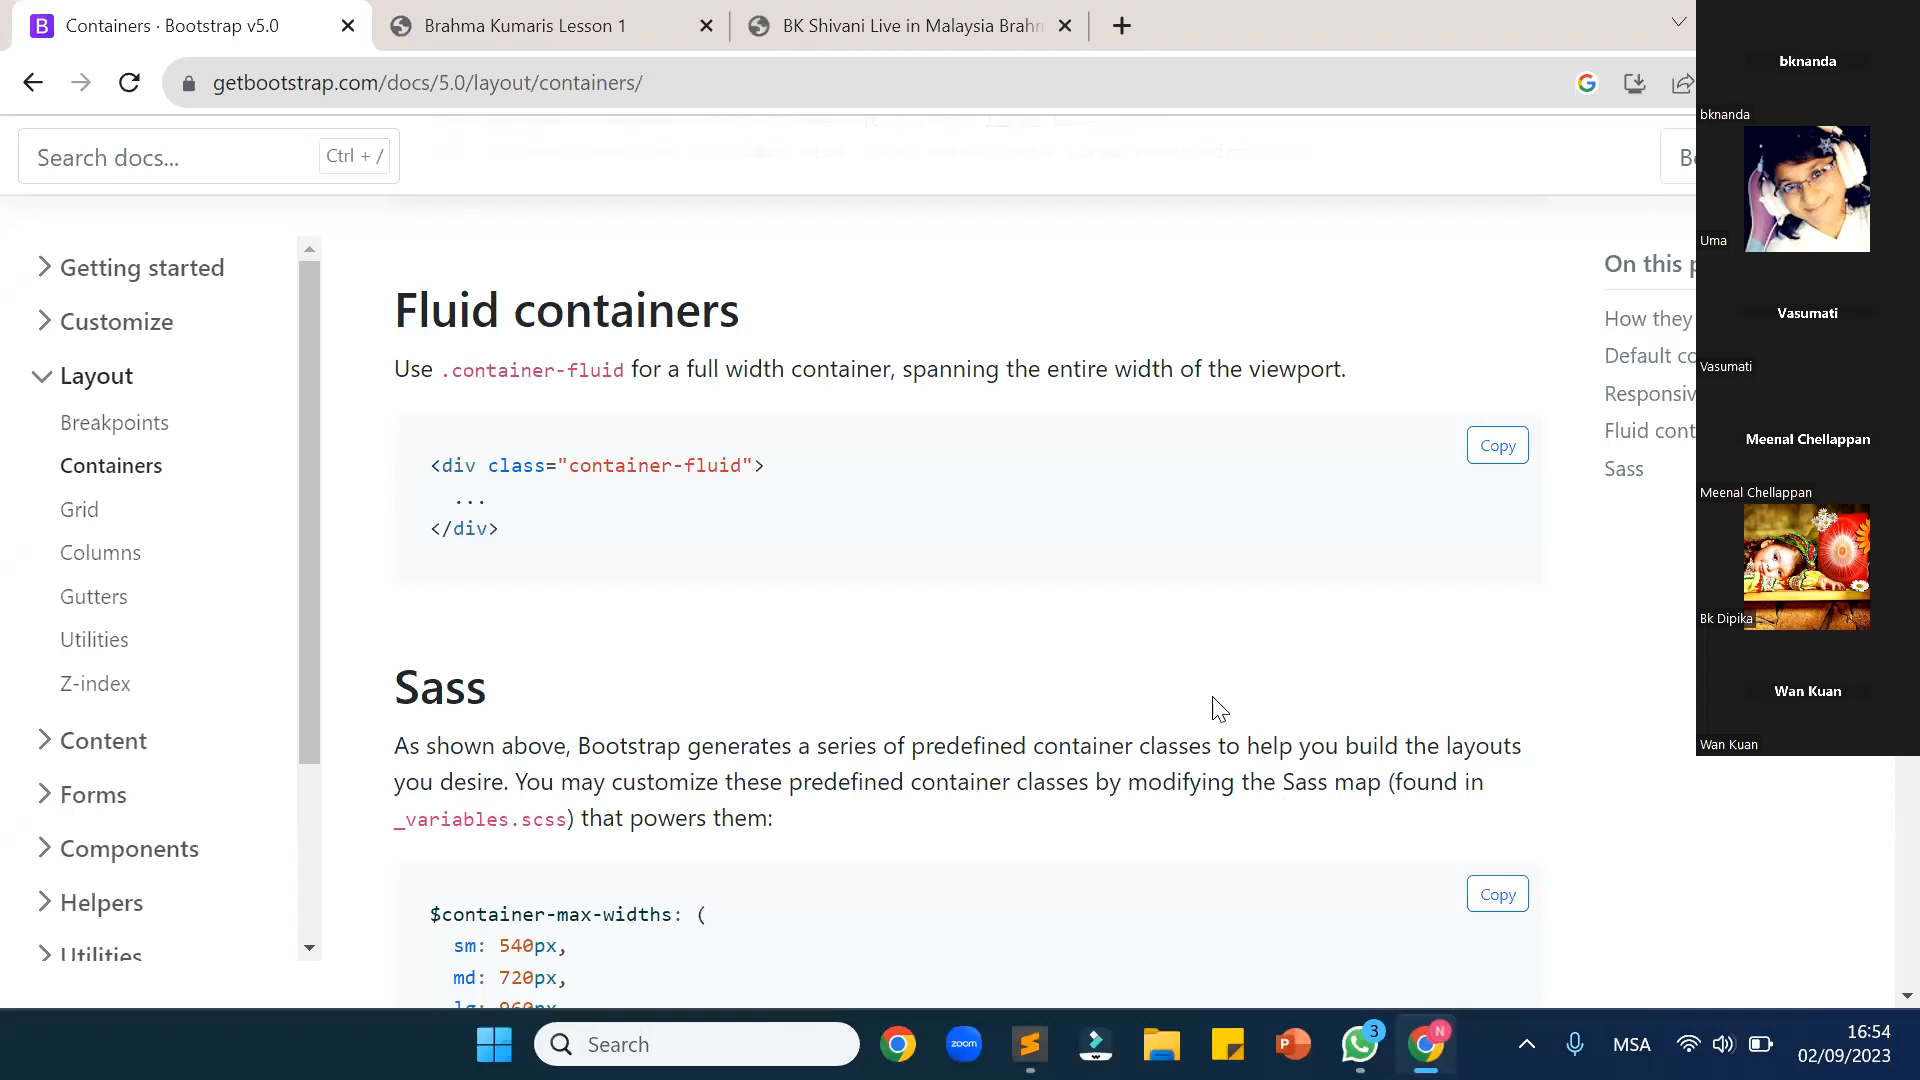 Containers · Bootstrap v5.0
Brahma Kumaris Lesson 1
BK Shivani Live in Malaysia Brahm
getbootstrap.com/docs/5.0/layout/containers/
Search docs...
Ctrl + /
Getting started
Customize
Layout
Breakpoints
Containers
Grid
Columns
Gutters
Utilities
Z-index
Content
Forms
Components
Helpers
Utilities
Fluid containers
Use .container-fluid for a full width container, spanning the entire width of the viewport.
Copy
<div class="container-fluid">
...
</div>
Sass
As shown above, Bootstrap generates a series of predefined container classes to help you build the layouts
you desire. You may customize these predefined container classes by modifying the Sass map (found in
_variables.scss) that powers them:
Copy
$container-max-widths: (
sm: 540px,
md: 720px,
lg: 960px
On this p
How they
Default co
Responsiv
Fluid cont
Sass
bknanda
bknanda
Uma
Vasumati
Vasumati
Meenal Chellappan
Meenal Chellappan
Bk Dipika
Wan Kuan
Wan Kuan
Search
zoom
3
N
MSA
16:54
02/09/2023